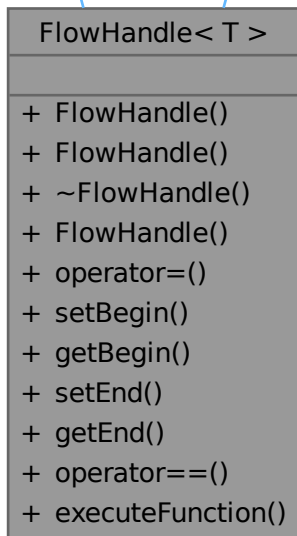 FlowHandle< T >
+ FlowHandle()
+ FlowHandle()
+ ~FlowHandle()
+ FlowHandle()
+ operator=()
+ setBegin()
+ getBegin()
+ setEnd()
+ getEnd()
+ operator==()
+ executeFunction()